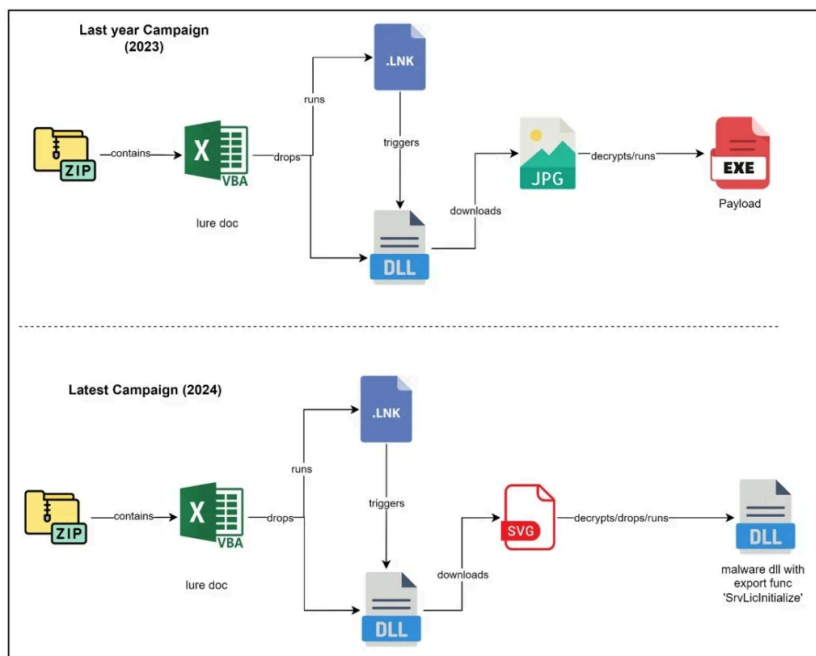 Last year Campaign
(2023)
.LNK
runs
ZIP
contains
X
VBA
drops
triggers
JPG
decrypts/runs
EXE
Payload
lure doc
downloads
DLL
Latest Campaign (2024)
.LNK
runs
ZIP
contains
X
VBA
drops
triggers
SVG
decrypts/drops/runs
DLL
lure doc
downloads
DLL
malware dll with
export func
'SrvLicInitialize'